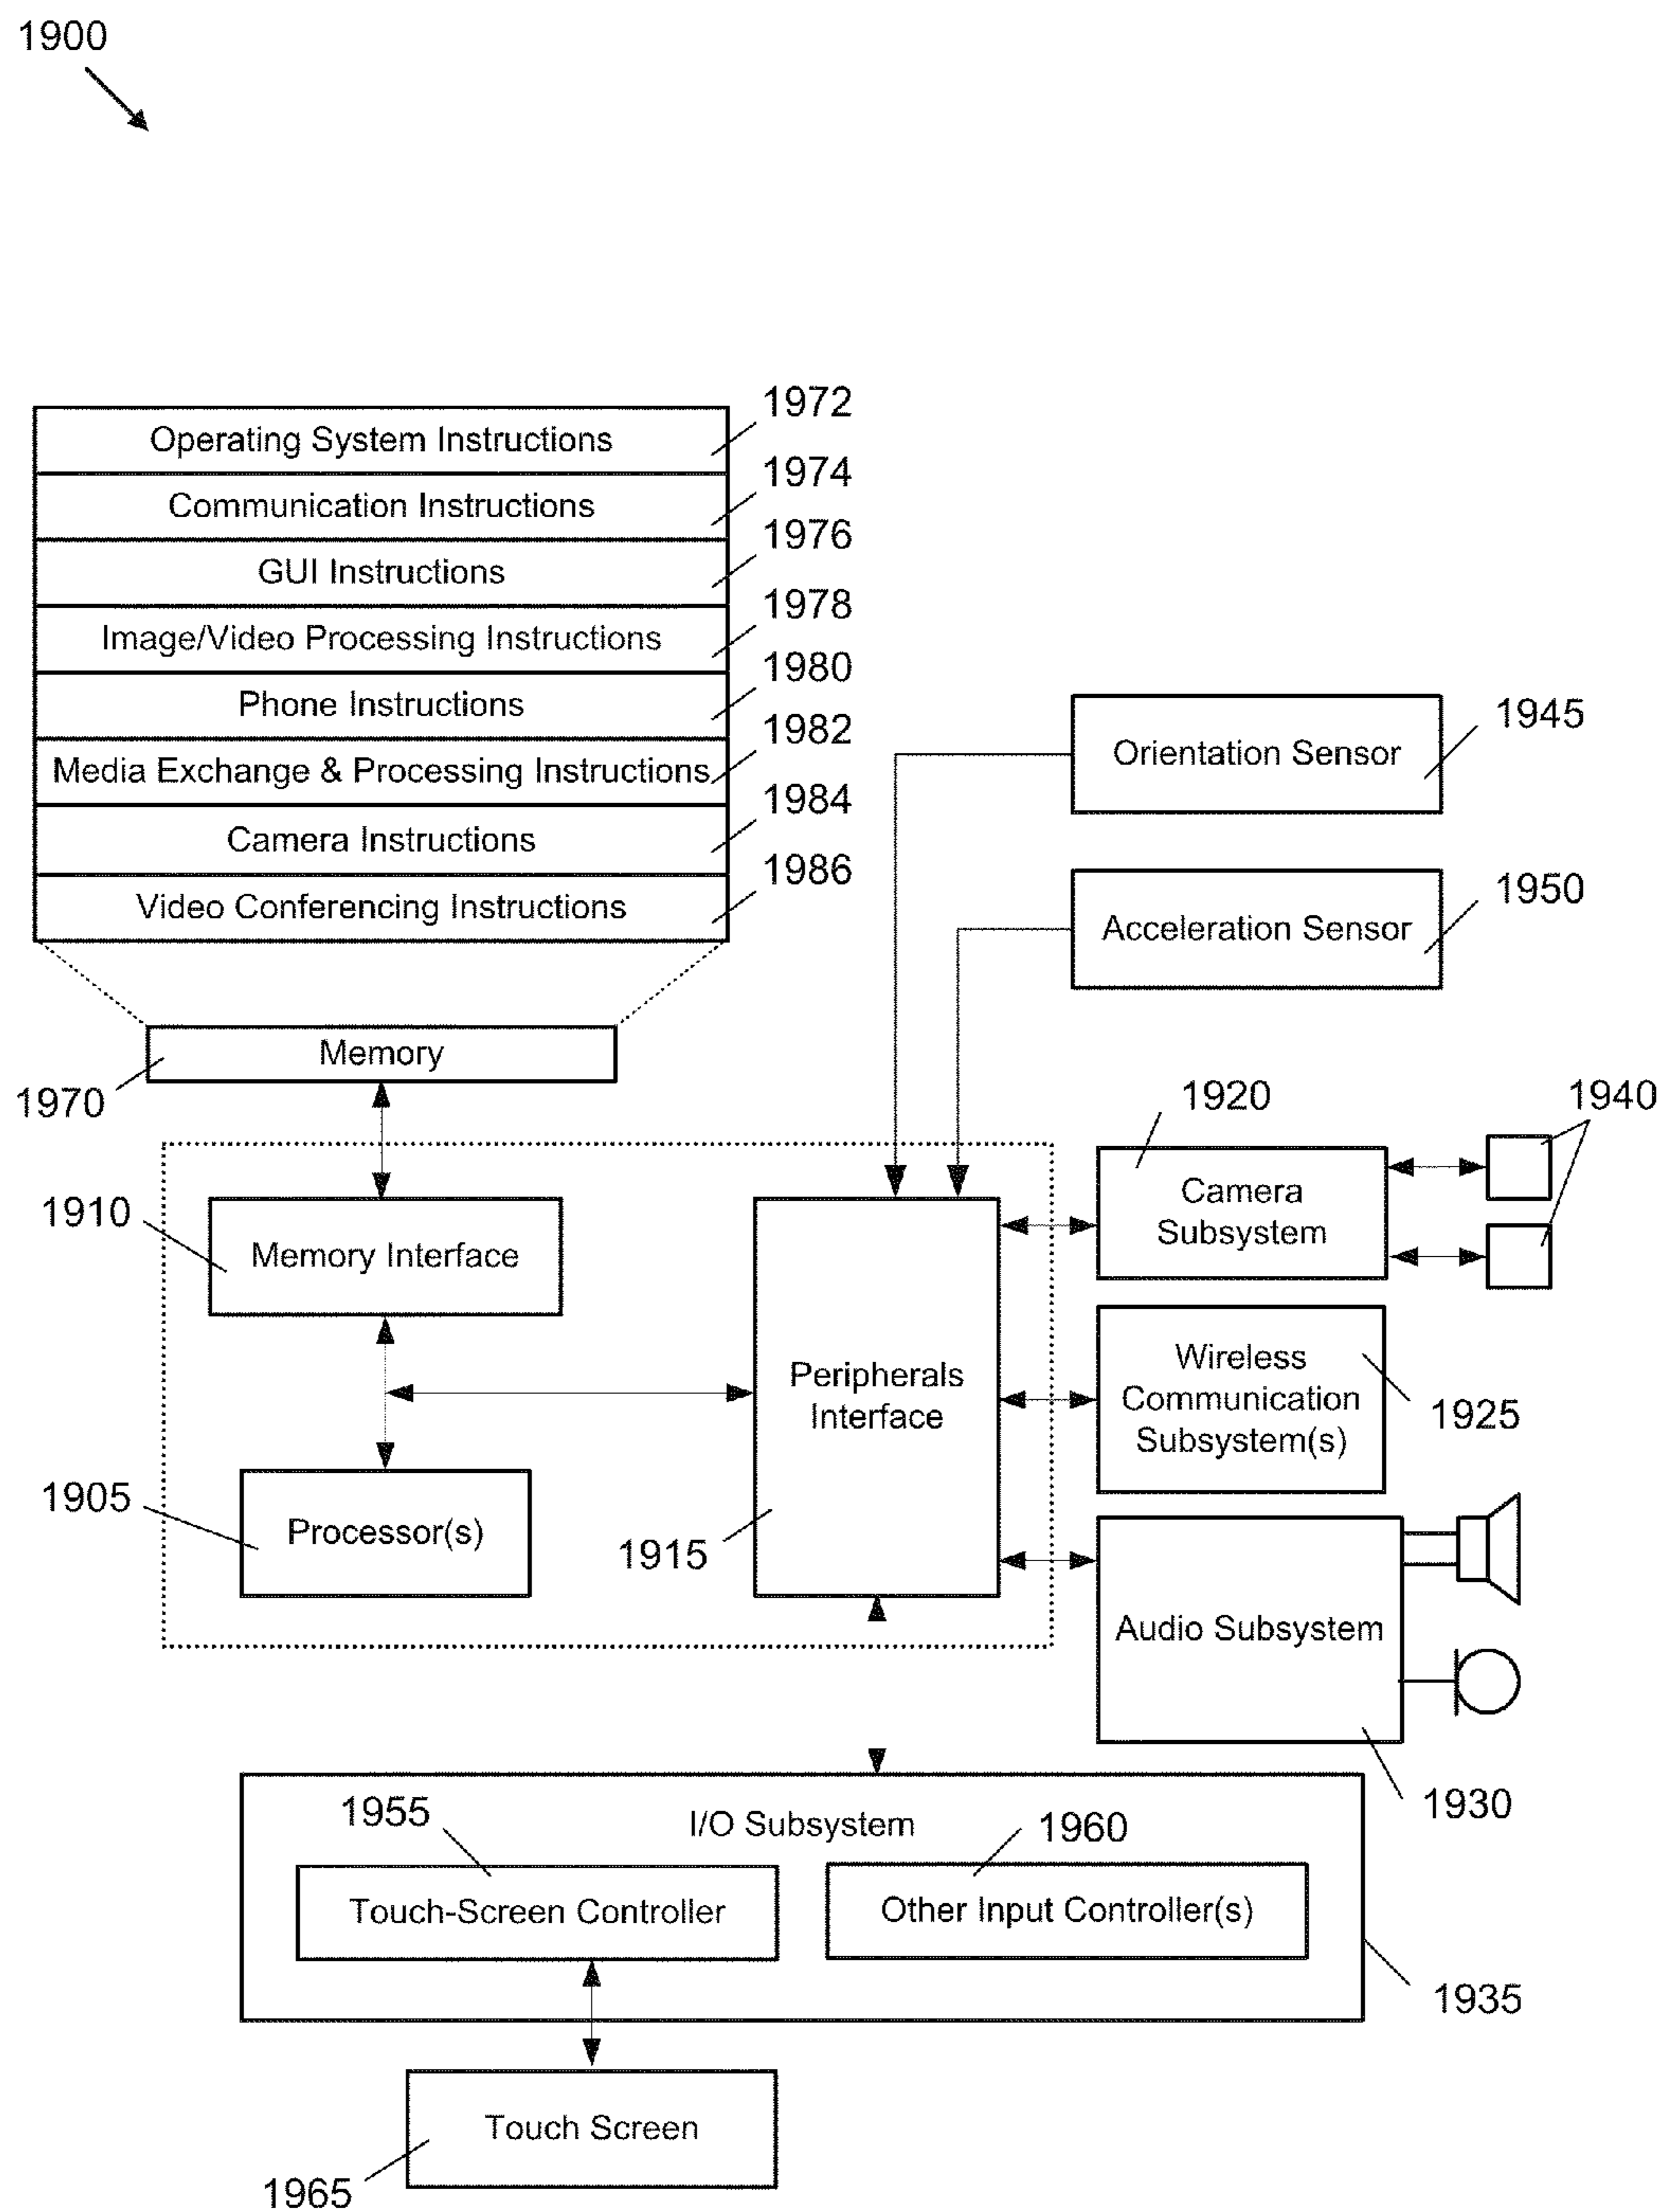 1900
Operating System Instructions
1972
Communication Instructions
1974
GUI Instructions
1976
Image/Video Processing Instructions
1978
Phone Instructions
1980
Media Exchange & Processing Instructions
1982
Camera Instructions
1984
Video Conferencing Instructions
1986
Orientation Sensor
1945
Acceleration Sensor
1950
Memory
1970
1920
1940
Camera
Subsystem
1910
Memory Interface
Peripherals
Interface
1915
Wireless
Communication
Subsystem(s)
1925
1905
Processor(s)
Audio Subsystem
1930
I/O Subsystem
1955
Touch-Screen Controller
1960
Other Input Controller(s)
1935
Touch Screen
1965